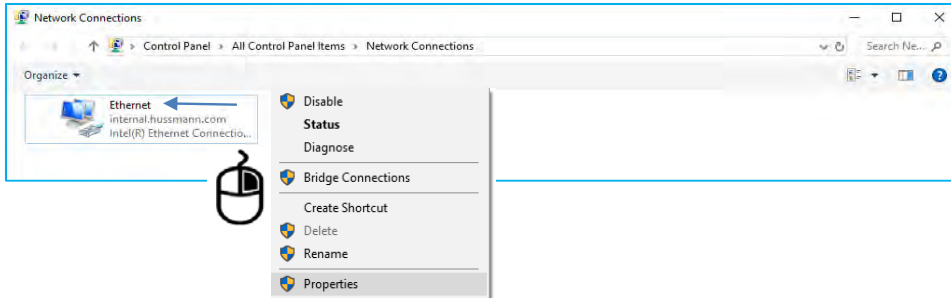 Network Connections
Control Panel > All Control Panel Items > Network Connections
Search Ne...
Organize
Ethernet
internal.hussmann.com
Intel(R) Ethernet Connectio...
Disable
Status
Diagnose
Bridge Connections
Create Shortcut
Delete
Rename
Properties